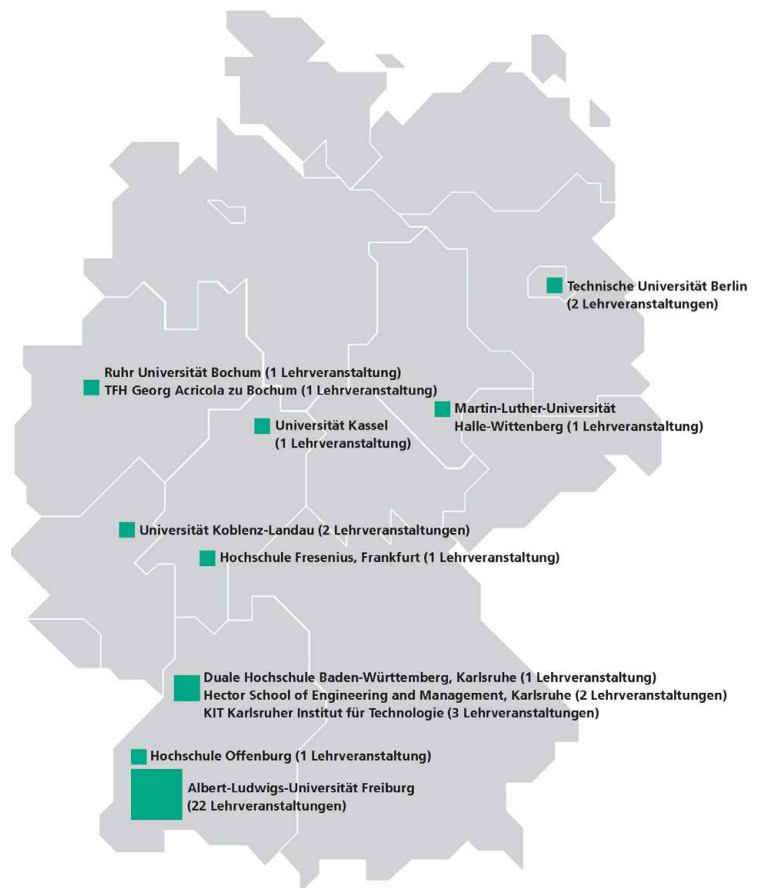 Technische Universität Berlin
(2 Lehrveranstaltungen)
Ruhr Universität Bochum (1 Lehrveranstaltung)
TFH Georg Acricola zu Bochum (1 Lehrveranstaltung)
Martin-Luther-Universität
Halle-Wittenberg (1 Lehrveranstaltung)
Universität Kassel
(1 Lehrveranstaltung)
Universität Koblenz-Landau (2 Lehrveranstaltungen)
Hochschule Fresenius, Frankfurt (1 Lehrveranstaltung)
Duale Hochschule Baden-Württemberg, Karlsruhe (1 Lehrveranstaltung)
Hector School of Engineering and Management, Karlsruhe (2 Lehrveranstaltungen)
KIT Karlsruher Institut für Technologie (3 Lehrveranstaltungen)
Hochschule Offenburg (1 Lehrveranstaltung)
Albert-Ludwigs-Universität Freiburg
(22 Lehrveranstaltungen)